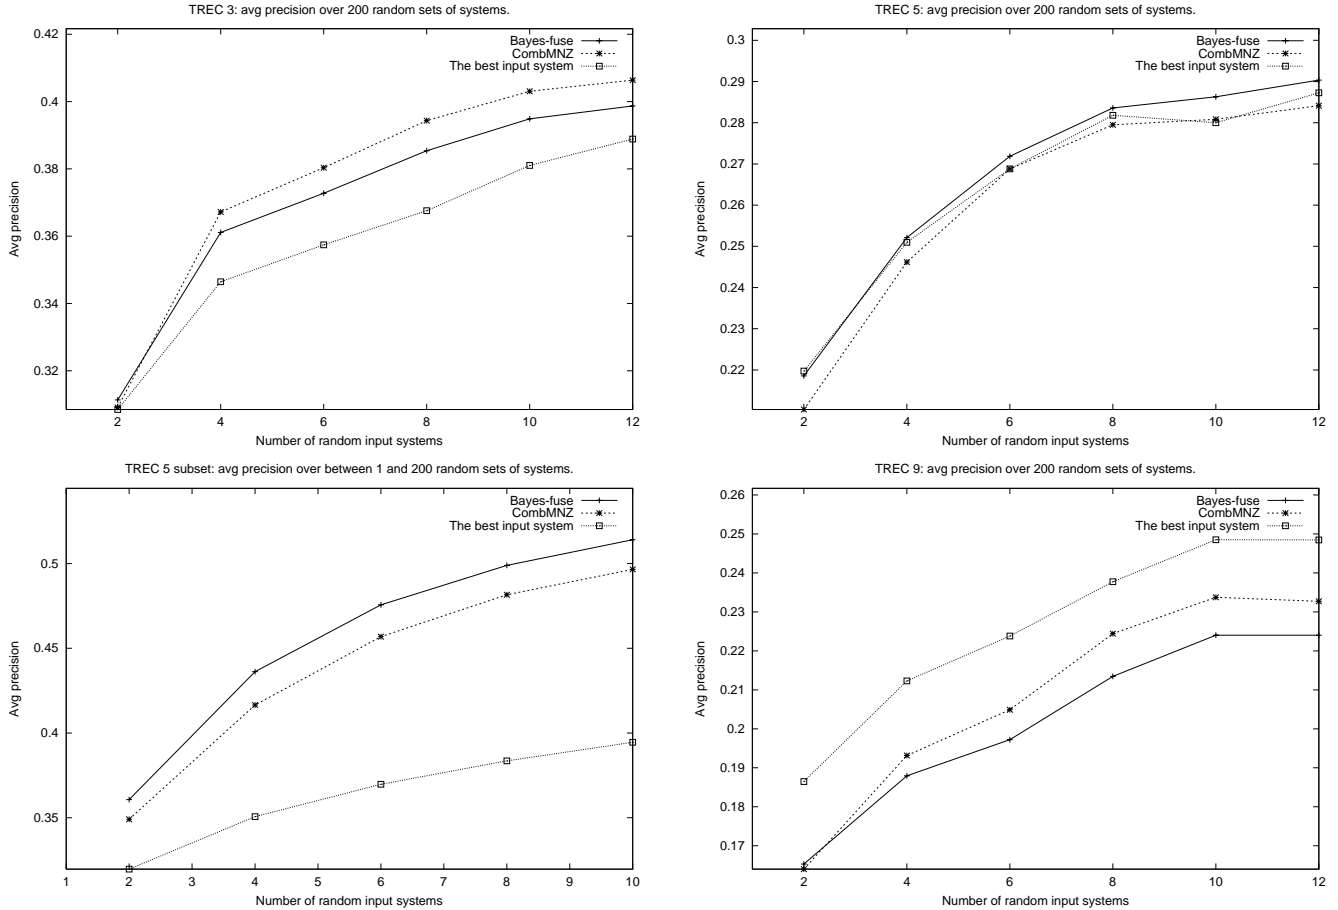 TREC 3: avg precision over 200 random sets of systems.
0.42
0.4
0.38
0.36
0.34
0.32
Avg precision
Bayes-fuse
CombMNZ
The best input system
2 4 6 8 10 12
Number of random input systems
TREC 5: avg precision over 200 random sets of systems.
0.3
0.29
0.28
0.27
0.26
0.25
0.24
0.23
0.22
Avg precision
Bayes-fuse
CombMNZ
The best input system
2 4 6 8 10 12
Number of random input systems
TREC 5 subset: avg precision over between 1 and 200 random sets of systems.
0.5
0.45
0.4
0.35
Avg precision
Bayes-fuse
CombMNZ
The best input system
1 2 3 4 5 6 7 8 9 10
Number of random input systems
TREC 9: avg precision over 200 random sets of systems.
0.26
0.25
0.24
0.23
0.22
0.21
0.2
0.19
0.18
0.17
Avg precision
Bayes-fuse
CombMNZ
The best input system
2 4 6 8 10 12
Number of random input systems